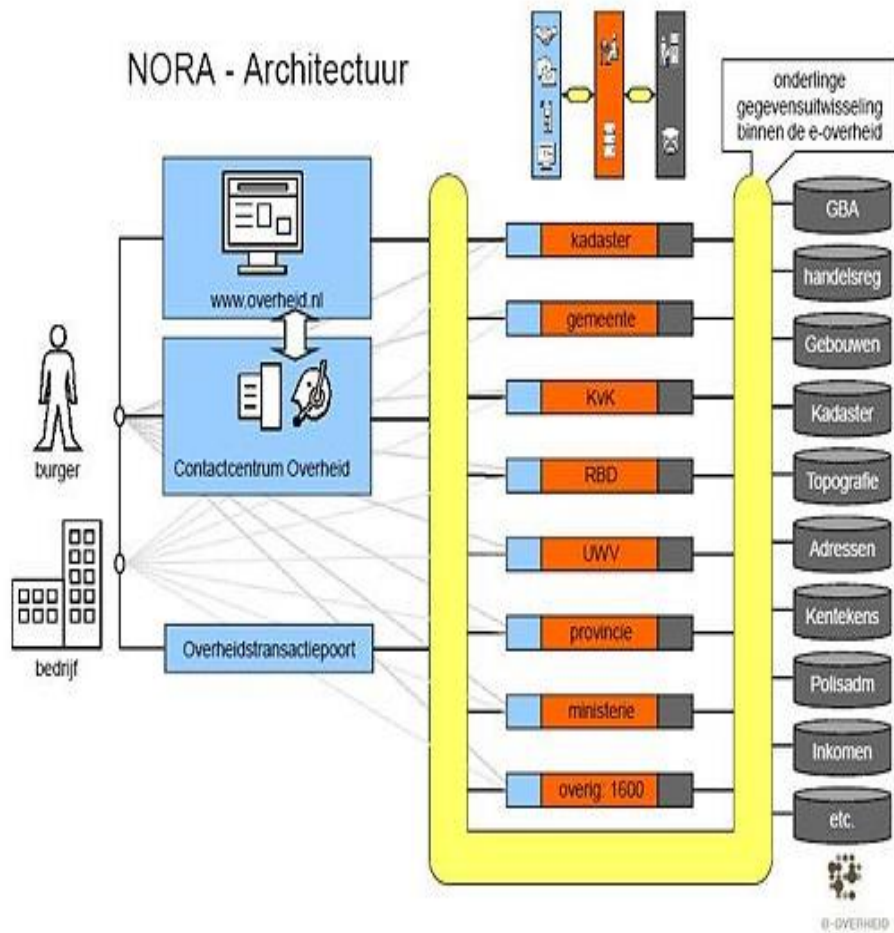 NORA - Architectuur
onderlinge
gegevensuitwisseling
binnen de e-overheid
www.overheid.nl
Contactcentrum Overheid
burger
bedrijf
Overheidstransactiepoort
kadaster
gemeente
KvK
RBD
UWV
provincie
ministerie
overig: 1600
GBA
handelsreg
Gebouwen
Kadaster
Topografie
Adressen
Kentekens
Polisadm
Inkomen
etc.
e-OVERHEID